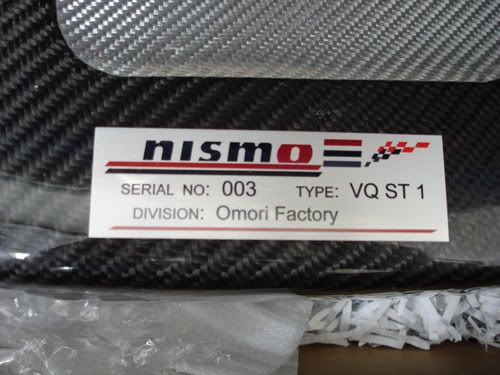 nismo
SERIAL NO: 003 TYPE: VQ ST 1
DIVISION: Omori Factory